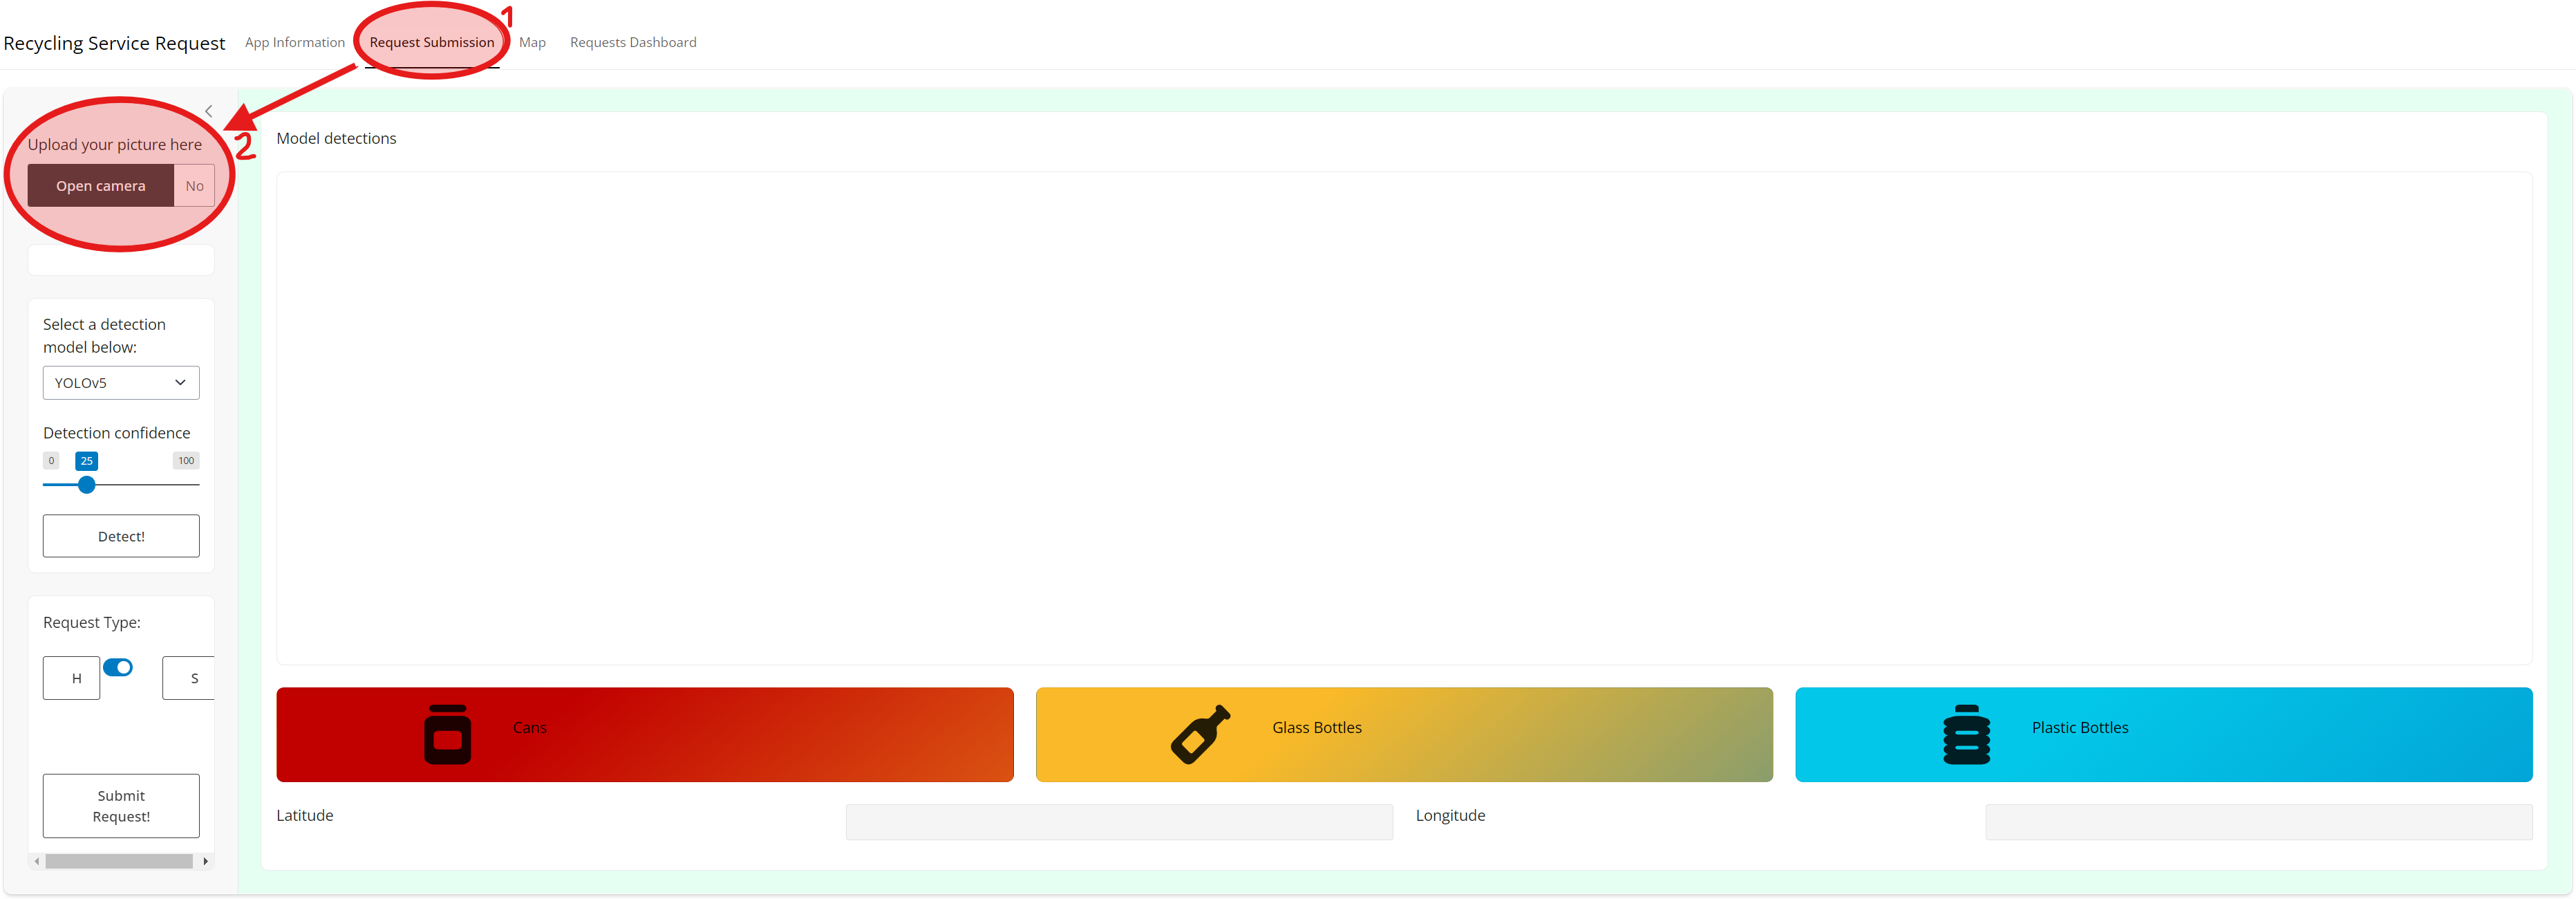 Recycling Service Request App Information Request Submission Map Requests Dashboard
1
Upload your picture here
Open camera No
2
Model detections
Select a detection
model below:
YOLOv5
Detection confidence
0 25 100
Detect!
Request Type:
H S
Submit
Request!
Cans Glass Bottles Plastic Bottles
Latitude Longitude